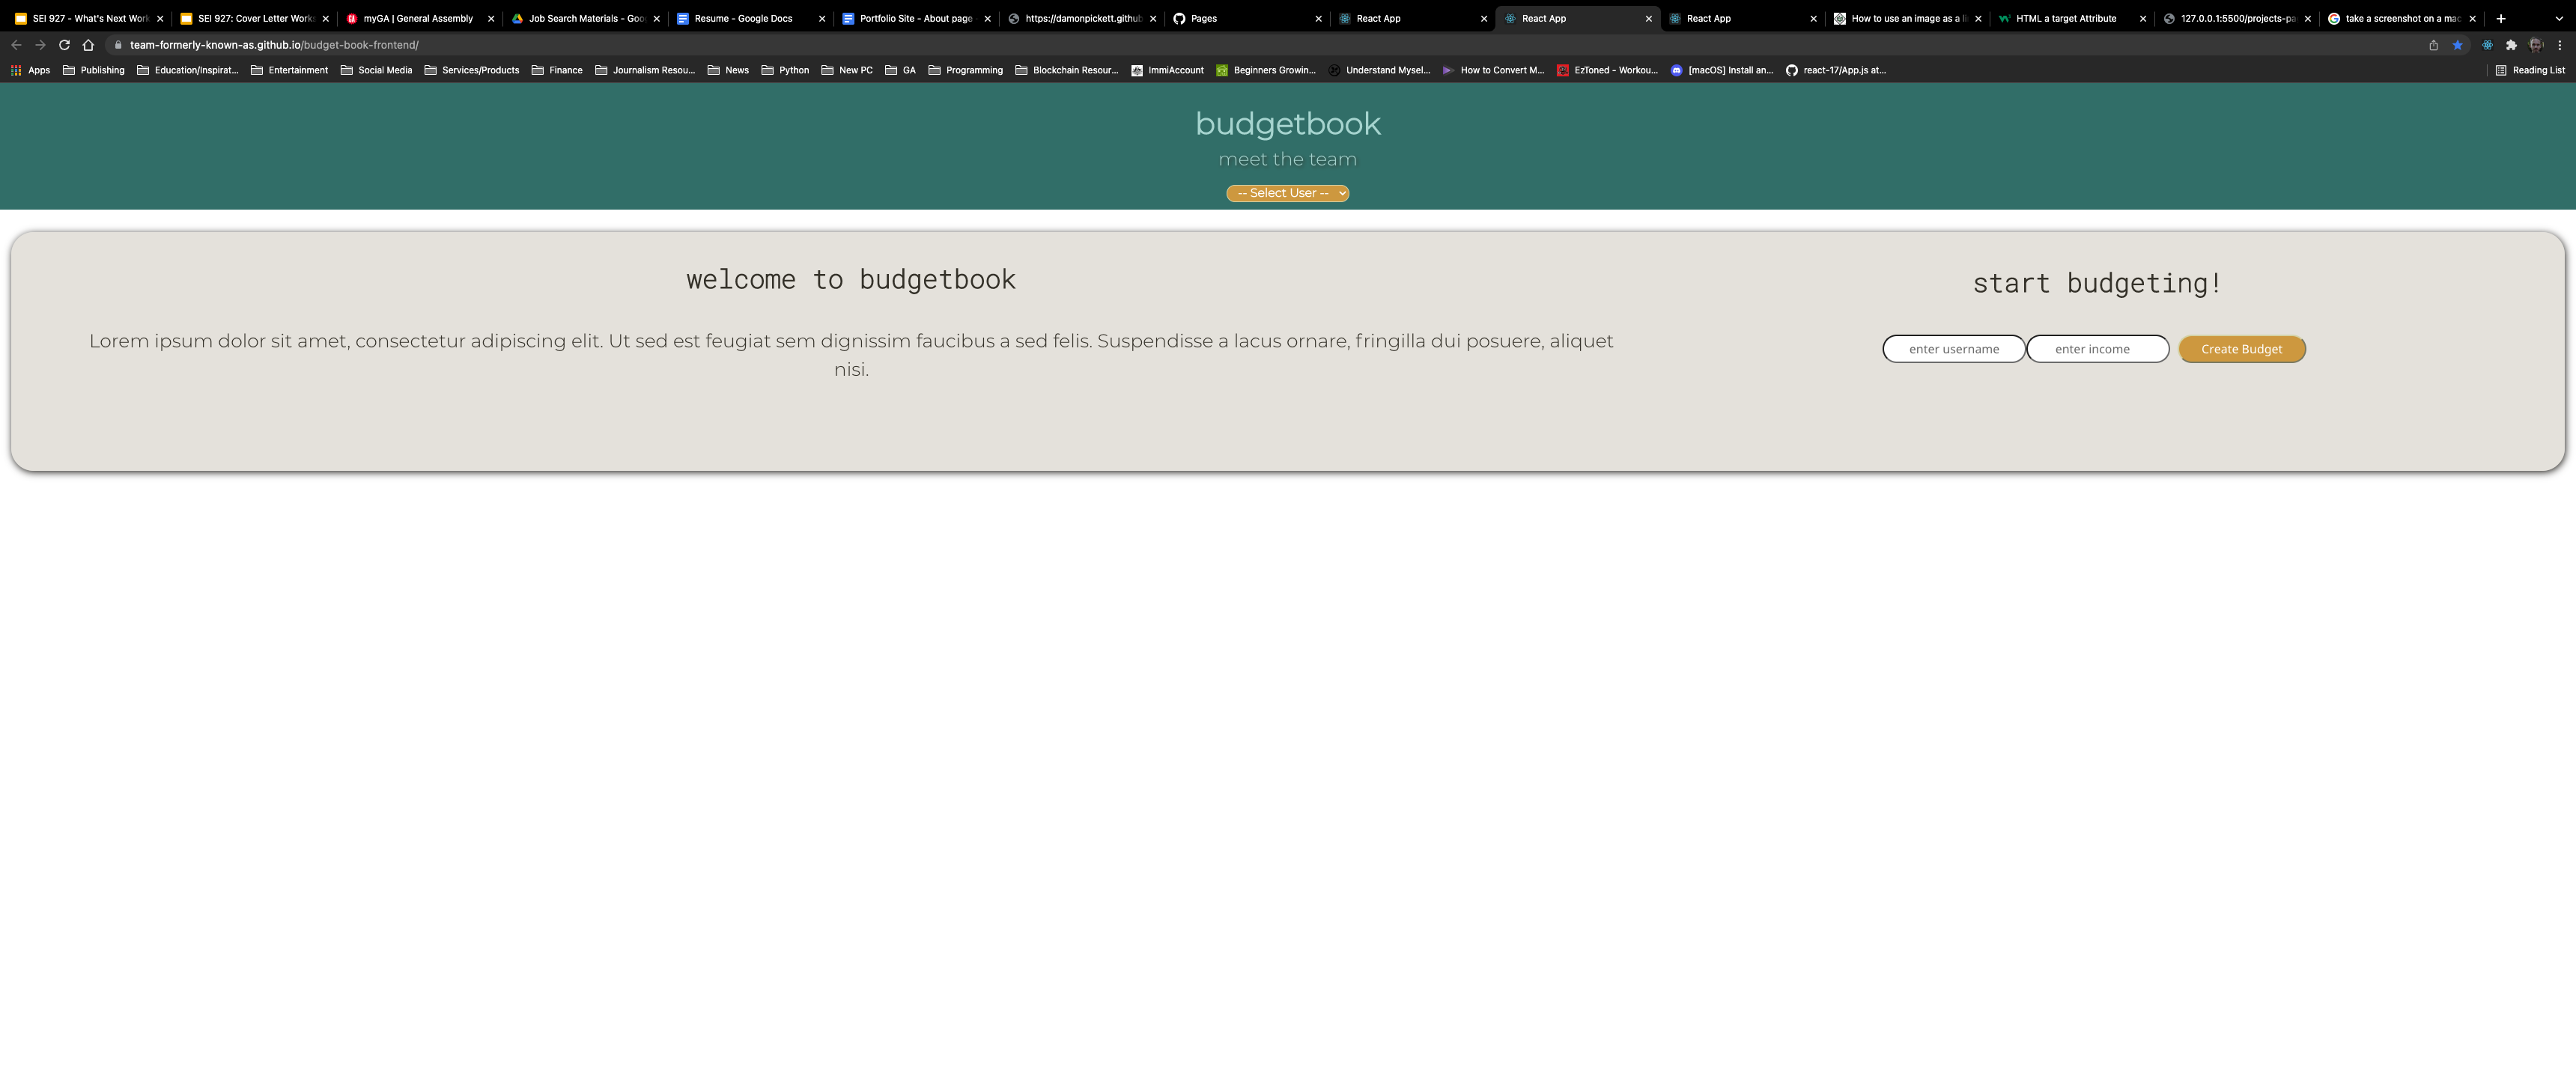 SEI 927 - What's Next Work
SEI 927: Cover Letter Works
myGA | General Assembly
Job Search Materials - Goo
Resume - Google Docs
Portfolio Site - About page -
https://damonpickett.github
Pages
React App
React App
React App
How to use an image as a li
HTML a target Attribute
127.0.0.1:5500/projects-pa
take a screenshot on a mac
team-formerly-known-as.github.io/budget-book-frontend/
Apps
Publishing
Education/Inspirat...
Entertainment
Social Media
Services/Products
Finance
Journalism Resou...
News
Python
New PC
GA
Programming
Blockchain Resour...
ImmiAccount
Beginners Growin...
Understand Mysel...
How to Convert M...
EzToned - Workou...
[macOS] Install an...
react-17/App.js at...
Reading List
budgetbook
meet the team
-- Select User --
welcome to budgetbook
Lorem ipsum dolor sit amet, consectetur adipiscing elit. Ut sed est feugiat sem dignissim faucibus a sed felis. Suspendisse a lacus ornare, fringilla dui posuere, aliquet
nisi.
start budgeting!
enter username
enter income
Create Budget